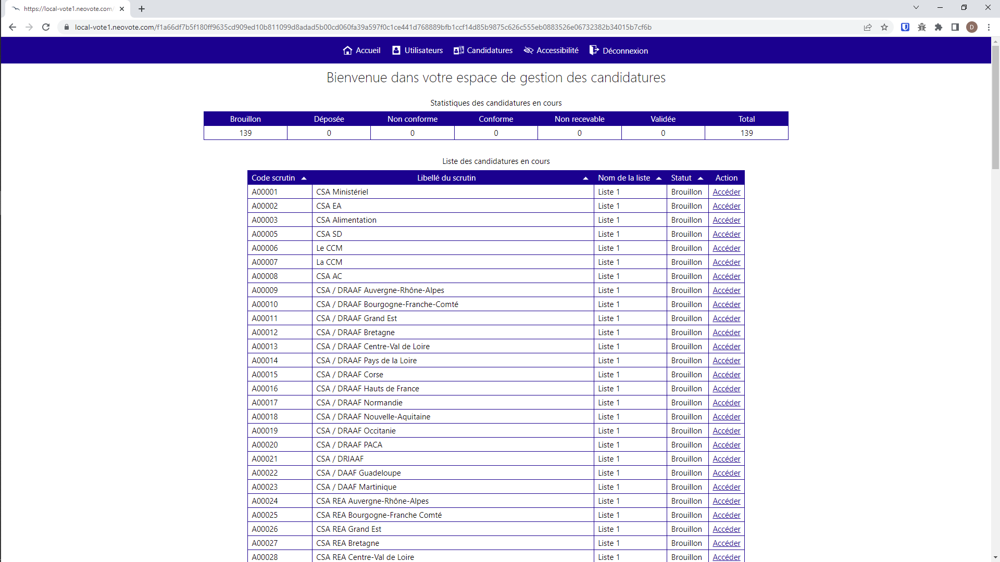 https://local-vote1.neovote.com/
local-vote1.neovote.com/f1a66df7b5f180ff9635cd909ed10b811099d8adad5b00cd060fa39a597f0c1ce441d768889bfb1ccf14d85b9875c626c555eb0883526e06732382b34015b7cf6b
D
Accueil Utilisateurs Candidatures Accessibilité Déconnexion
Bienvenue dans votre espace de gestion des candidatures
Statistiques des candidatures en cours
Brouillon Déposée Non conforme Conforme Non recevable Validée Total
139 0 0 0 0 0 139
Liste des candidatures en cours
Code scrutin Libellé du scrutin Nom de la liste Statut Action
A00001 CSA Ministériel Liste 1 Brouillon Accéder
A00002 CSA EA Liste 1 Brouillon Accéder
A00003 CSA Alimentation Liste 1 Brouillon Accéder
A00005 CSA SD Liste 1 Brouillon Accéder
A00006 Le CCM Liste 1 Brouillon Accéder
A00007 La CCM Liste 1 Brouillon Accéder
A00008 CSA AC Liste 1 Brouillon Accéder
A00009 CSA / DRAAF Auvergne-Rhône-Alpes Liste 1 Brouillon Accéder
A00010 CSA / DRAAF Bourgogne-Franche-Comté Liste 1 Brouillon Accéder
A00011 CSA / DRAAF Grand Est Liste 1 Brouillon Accéder
A00012 CSA / DRAAF Bretagne Liste 1 Brouillon Accéder
A00013 CSA / DRAAF Centre-Val de Loire Liste 1 Brouillon Accéder
A00014 CSA / DRAAF Pays de la Loire Liste 1 Brouillon Accéder
A00015 CSA / DRAAF Corse Liste 1 Brouillon Accéder
A00016 CSA / DRAAF Hauts de France Liste 1 Brouillon Accéder
A00017 CSA / DRAAF Normandie Liste 1 Brouillon Accéder
A00018 CSA / DRAAF Nouvelle-Aquitaine Liste 1 Brouillon Accéder
A00019 CSA / DRAAF Occitanie Liste 1 Brouillon Accéder
A00020 CSA / DRAAF PACA Liste 1 Brouillon Accéder
A00021 CSA / DRIAAF Liste 1 Brouillon Accéder
A00022 CSA / DAAF Guadeloupe Liste 1 Brouillon Accéder
A00023 CSA / DAAF Martinique Liste 1 Brouillon Accéder
A00024 CSA REA Auvergne-Rhône-Alpes Liste 1 Brouillon Accéder
A00025 CSA REA Bourgogne-Franche Comté Liste 1 Brouillon Accéder
A00026 CSA REA Grand Est Liste 1 Brouillon Accéder
A00027 CSA REA Bretagne Liste 1 Brouillon Accéder
A00028 CSA REA Centre-Val de Loire Liste 1 Brouillon Accéder